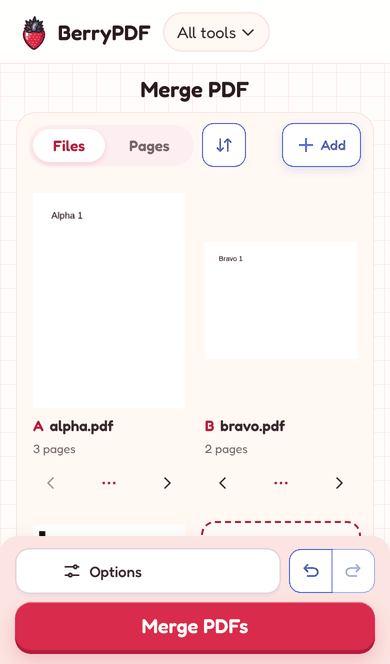 BerryPDF
All tools
Merge PDF
Files
Pages
Add
Alpha 1
Bravo 1
A alpha.pdf
B bravo.pdf
3 pages
2 pages
Options
Merge PDFs